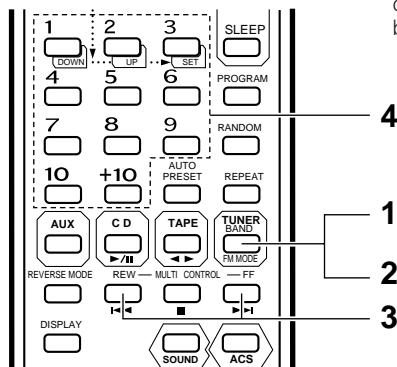 1 2 3 SLEEP
DOWN UP SET
4 5 6 PROGRAM
4
7 8 9 RANDOM
10 +10 AUTO PRESET REPEAT
AUX CD TAPE TUNER BAND
1
►/II ◄ ► FM MODE
2
REVERSE MODE REW — MULTI CONTROL — FF
3
I◄◄ ■ ►►I
DISPLAY
SOUND ACS